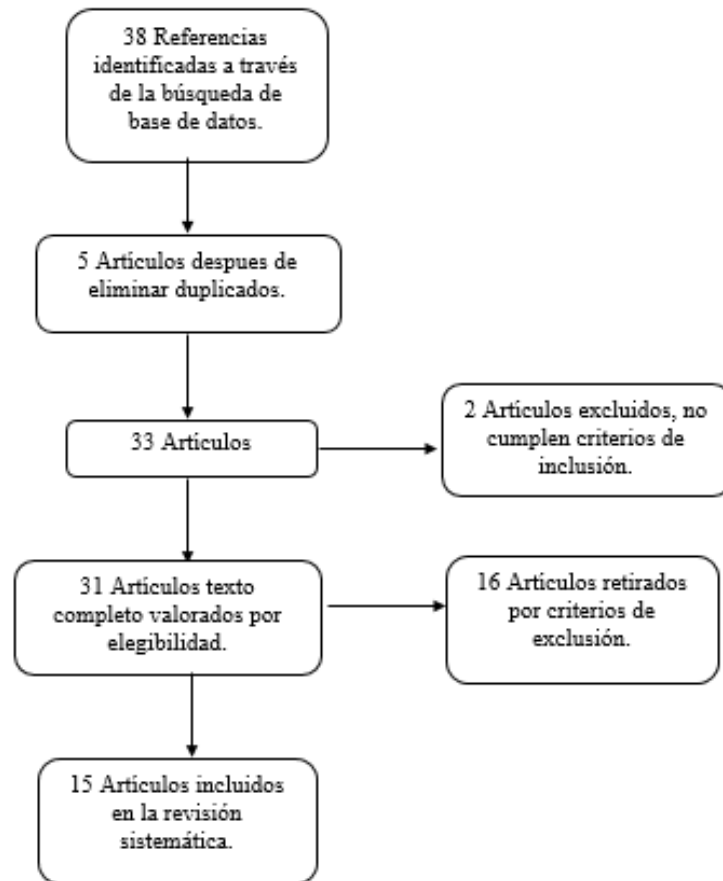 38 Referencias
identificadas a través
de la búsqueda de
base de datos.
5 Artículos despues de
eliminar duplicados.
33 Artículos
2 Artículos excluidos, no
cumplen criterios de
inclusión.
31 Artículos texto
completo valorados por
elegibilidad.
16 Artículos retirados
por criterios de
exclusión.
15 Artículos incluidos
en la revisión
sistemática.